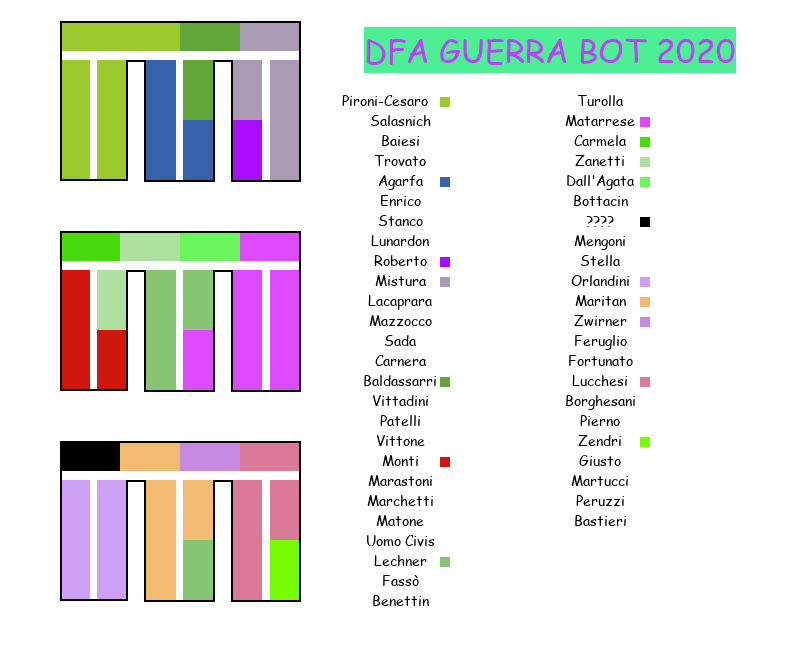 DFA GUERRA BOT 2020
Pironi-Cesaro
Salasnich
Baiesi
Trovato
Agarfa
Enrico
Stanco
Lunardon
Roberto
Mistura
Lacaprara
Mazzocco
Sada
Carnera
Baldassarri
Vittadini
Patelli
Vittone
Monti
Marastoni
Marchetti
Matone
Uomo Civis
Lechner
Fassò
Benettin
Turolla
Matarrese
Carmela
Zanetti
Dall'Agata
Bottacin
????
Mengoni
Stella
Orlandini
Maritan
Zwirner
Feruglio
Fortunato
Lucchesi
Borghesani
Pierno
Zendri
Giusto
Martucci
Peruzzi
Bastieri